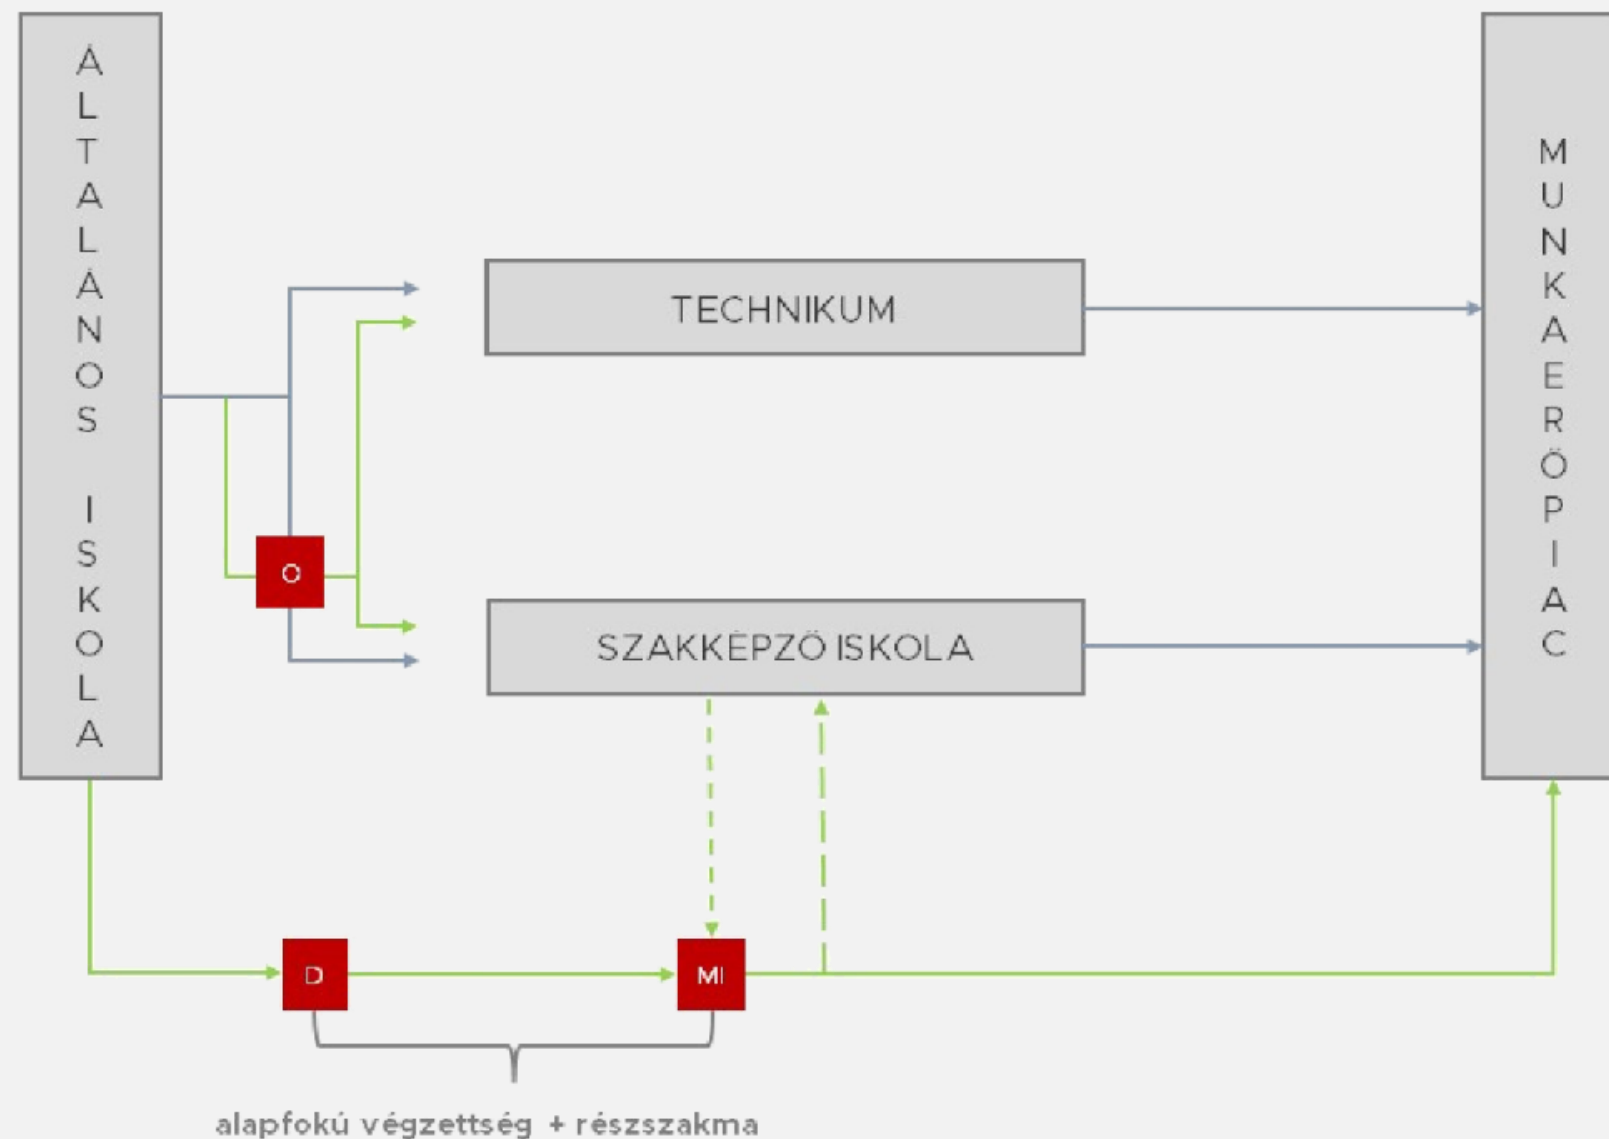 ÁLTALÁNOS ISKOLA
TECHNIKUM
O
SZAKKÉPZŐ ISKOLA
MUNKAERŐPIAC
D
MI
alapfokú végzettség + részszakma